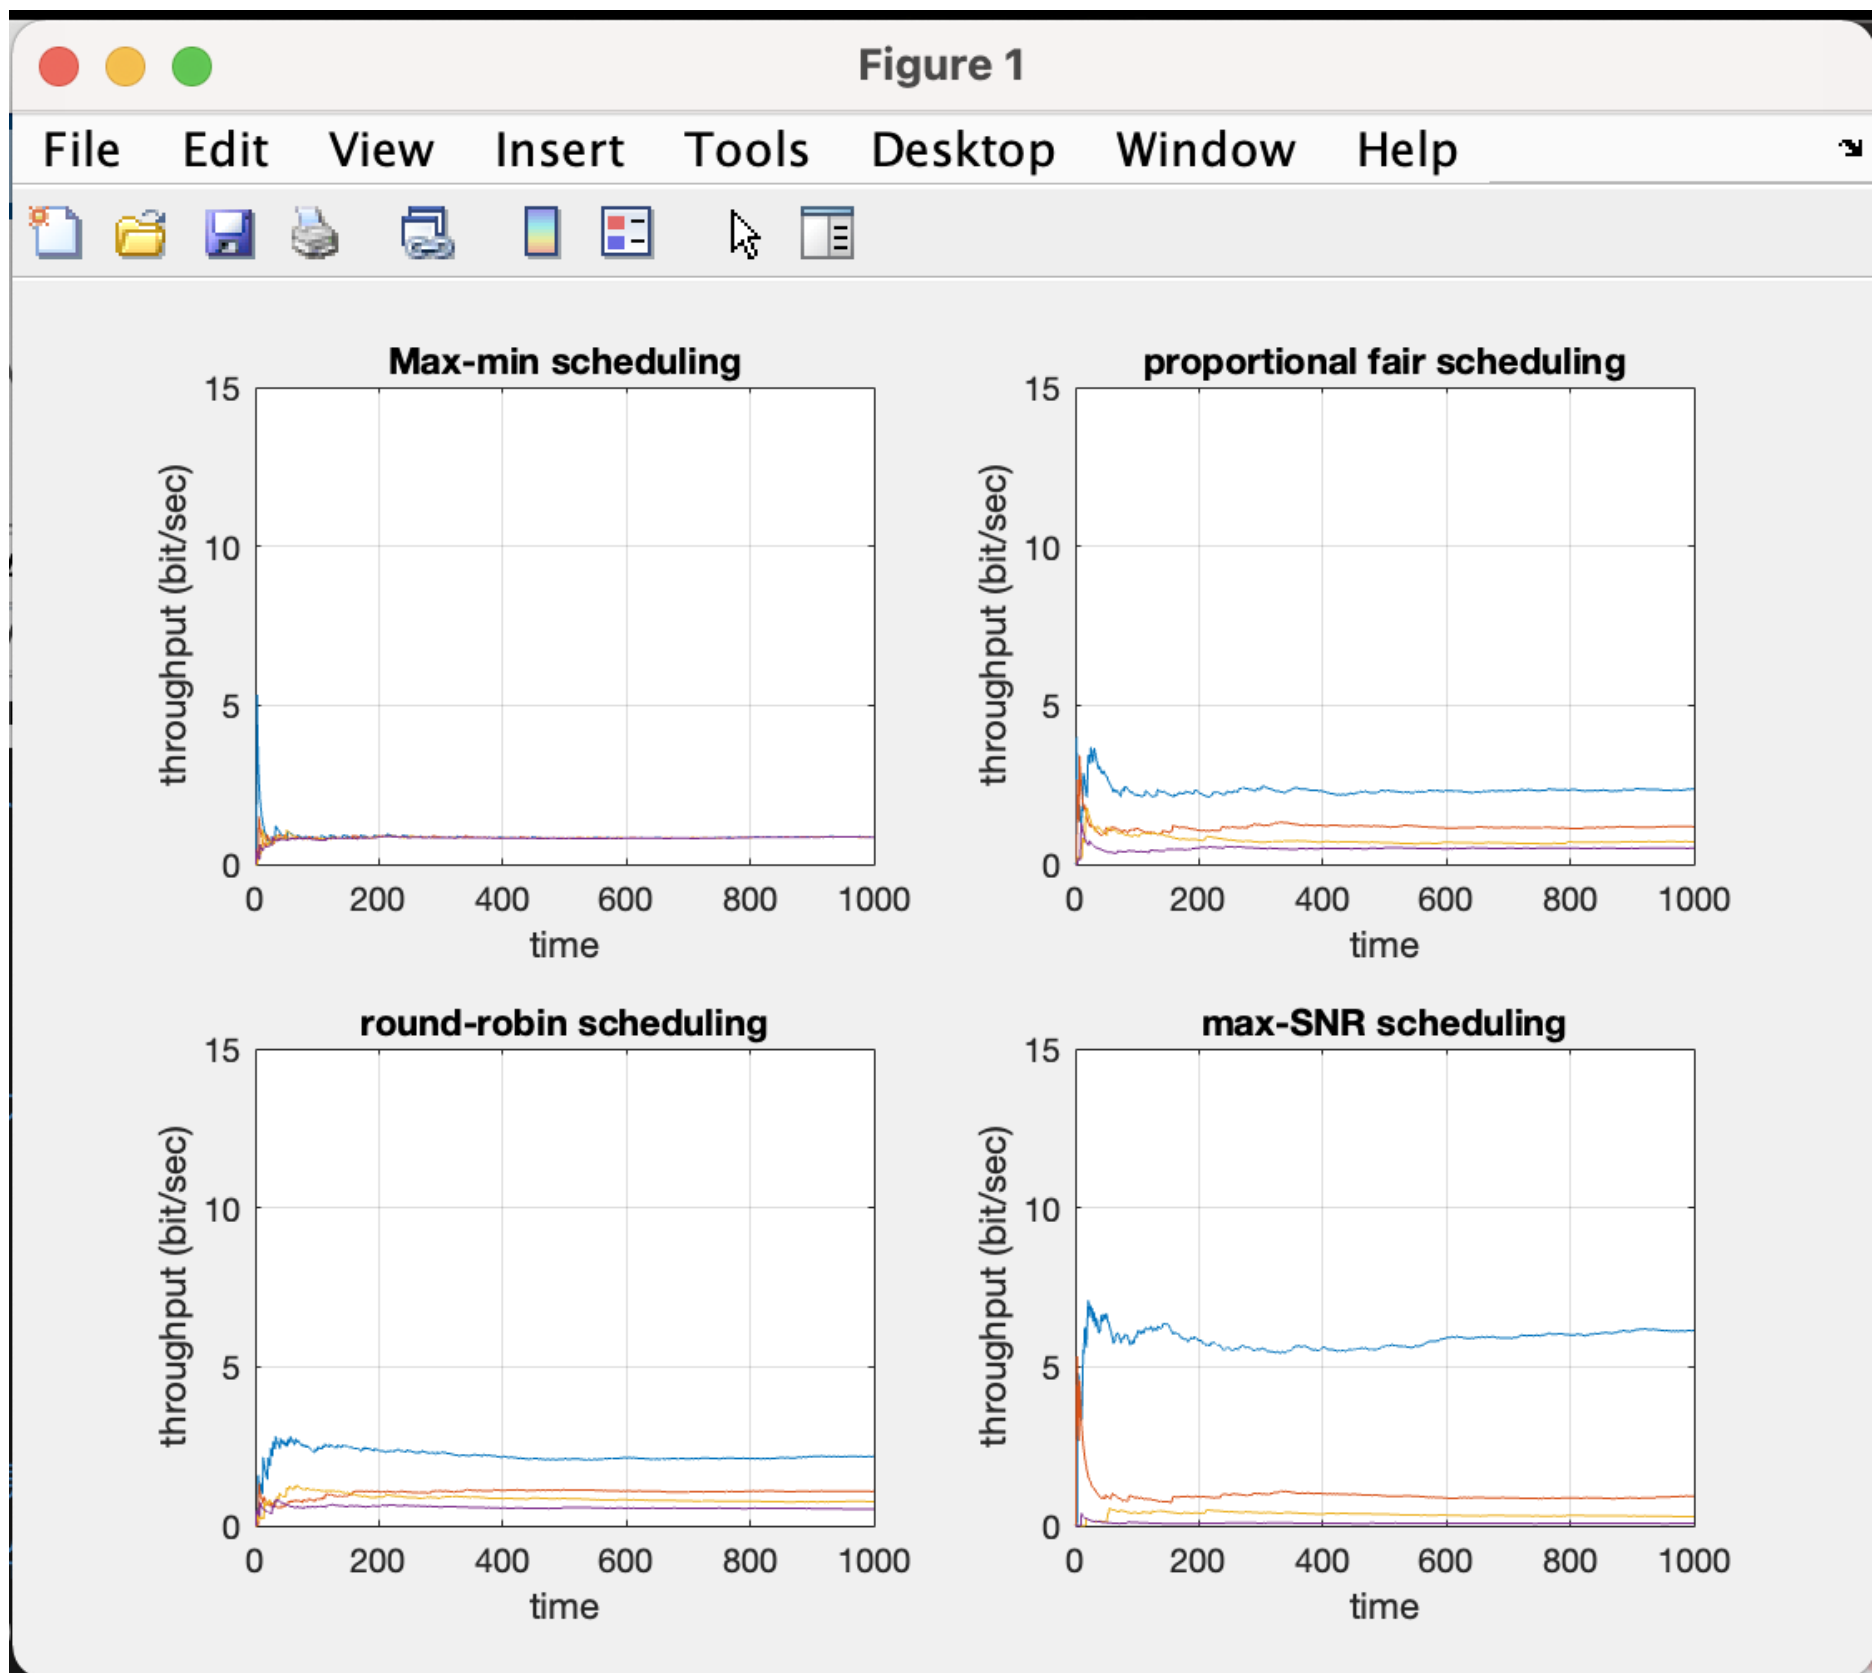 Figure 1
File Edit View Insert Tools Desktop Window Help
Max-min scheduling
15
10
5
0
throughput (bit/sec)
0 200 400 600 800 1000
time
proportional fair scheduling
15
10
5
0
throughput (bit/sec)
0 200 400 600 800 1000
time
round-robin scheduling
15
10
5
0
throughput (bit/sec)
0 200 400 600 800 1000
time
max-SNR scheduling
15
10
5
0
throughput (bit/sec)
0 200 400 600 800 1000
time